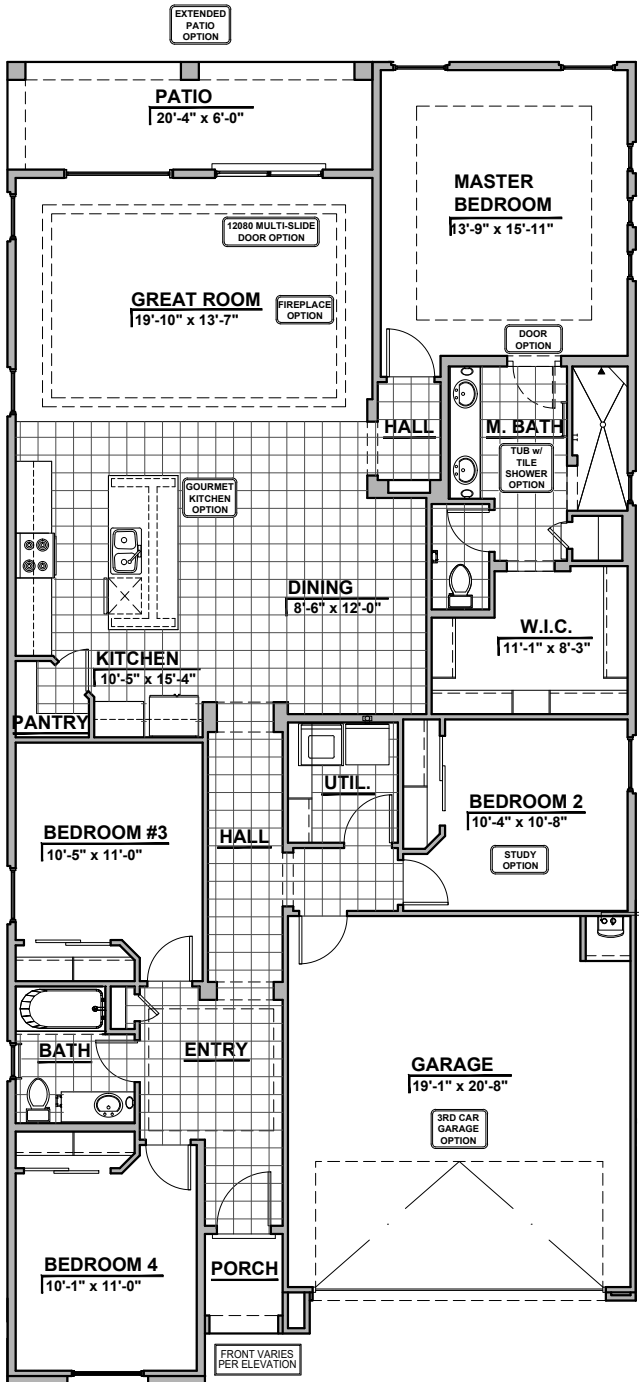 EXTENDED
PATIO
OPTION
PATIO
20'-4" x 6'-0"
MASTER
BEDROOM
13'-9" x 15'-11"
12080 MULTI-SLIDE
DOOR OPTION
GREAT ROOM
19'-10" x 13'-7"
FIREPLACE
OPTION
DOOR
OPTION
HALL
M. BATH
TUB w/
TILE
SHOWER
OPTION
GOURMET
KITCHEN
OPTION
DINING
8'-6" x 12'-0"
W.I.C.
11'-1" x 8'-3"
KITCHEN
10'-5" x 15'-4"
PANTRY
UTIL.
BEDROOM 2
10'-4" x 10'-8"
STUDY
OPTION
BEDROOM #3
10'-5" x 11'-0"
HALL
BATH
ENTRY
GARAGE
19'-1" x 20'-8"
3RD CAR
GARAGE
OPTION
BEDROOM 4
10'-1" x 11'-0"
PORCH
FRONT VARIES
PER ELEVATION